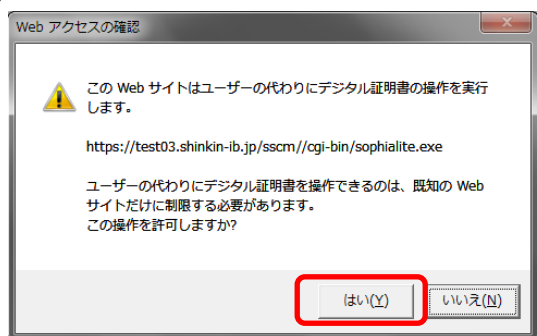 Web アクセスの確認
この Web サイトはユーザーの代わりにデジタル証明書の操作を実行
します。
https://test03.shinkin-ib.jp/sscm//cgi-bin/sophialite.exe
ユーザーの代わりにデジタル証明書を操作できるのは、既知の Web
サイトだけに制限する必要があります。
この操作を許可しますか?
はい(Y) いいえ(N)